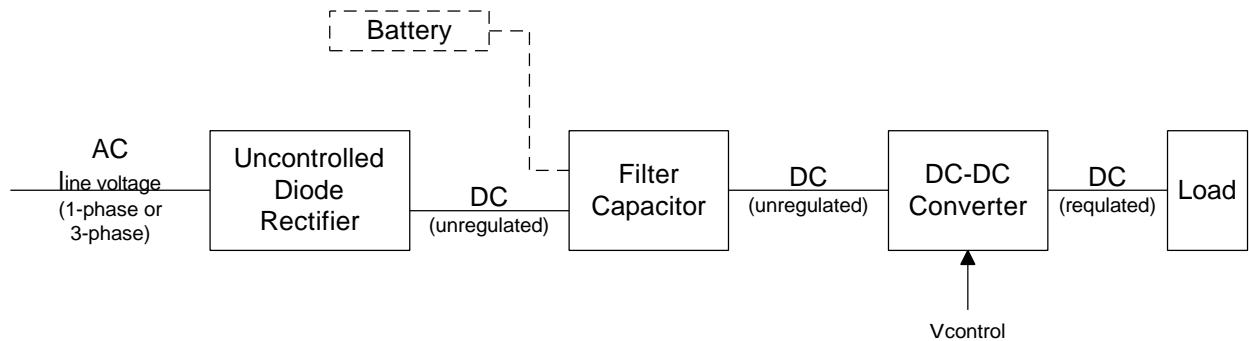 Battery
AC
line voltage
(1-phase or
3-phase)
Uncontrolled
Diode
Rectifier
DC
(unregulated)
Filter
Capacitor
DC
(unregulated)
DC-DC
Converter
DC
(requlated)
Load
Vcontrol